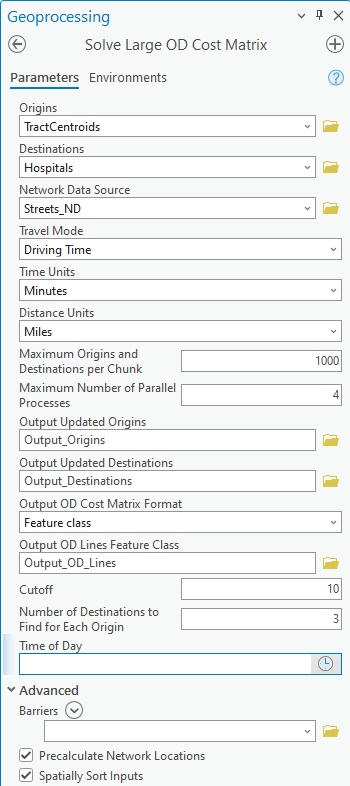 Geoprocessing
Solve Large OD Cost Matrix
Parameters Environments
Origins
TractCentroids
Destinations
Hospitals
Network Data Source
Streets_ND
Travel Mode
Driving Time
Time Units
Minutes
Distance Units
Miles
Maximum Origins and
Destinations per Chunk
1000
Maximum Number of Parallel
Processes
4
Output Updated Origins
Output_Origins
Output Updated Destinations
Output_Destinations
Output OD Cost Matrix Format
Feature class
Output OD Lines Feature Class
Output_OD_Lines
Cutoff
10
Number of Destinations to
Find for Each Origin
3
Time of Day
Advanced
Barriers
Precalculate Network Locations
Spatially Sort Inputs